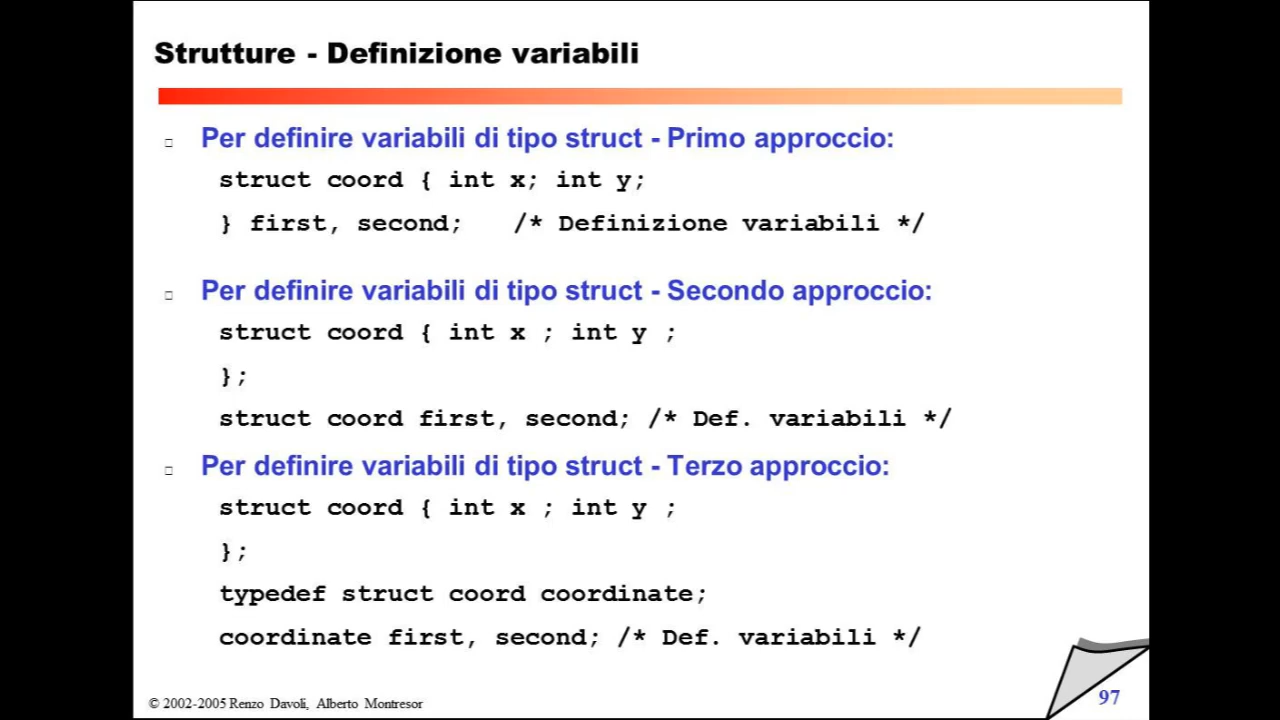 Strutture - Definizione variabili
Per definire variabili di tipo struct - Primo approccio:
struct coord { int x; int y;
} first, second; /* Definizione variabili */
Per definire variabili di tipo struct - Secondo approccio:
struct coord { int x ; int y ;
};
struct coord first, second; /* Def. variabili */
Per definire variabili di tipo struct - Terzo approccio:
struct coord { int x ; int y ;
};
typedef struct coord coordinate;
coordinate first, second; /* Def. variabili */
© 2002-2005 Renzo Davoli, Alberto Montresor
97